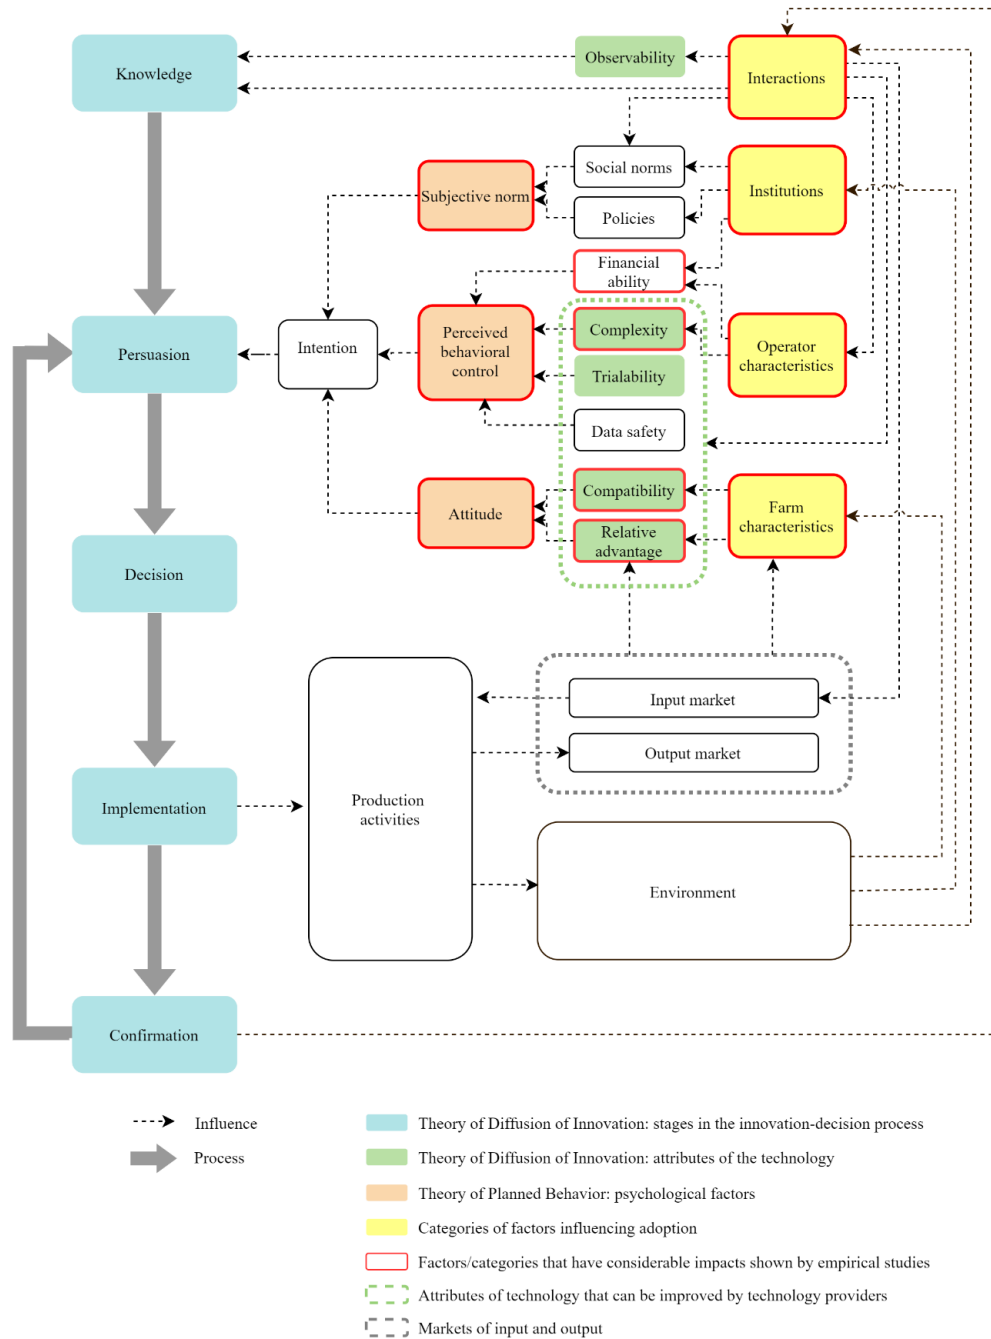 Knowledge
Observability
Interactions
Social norms
Subjective norm
Institutions
Policies
Financial
ability
Persuasion
Intention
Perceived
behavioral
control
Complexity
Operator
characteristics
Trialability
Data safety
Compatibility
Attitude
Farm
characteristics
Relative
advantage
Decision
Input market
Output market
Implementation
Production
activities
Environment
Confirmation
Influence
Process
Theory of Diffusion of Innovation: stages in the innovation-decision process
Theory of Diffusion of Innovation: attributes of the technology
Theory of Planned Behavior: psychological factors
Categories of factors influencing adoption
Factors/categories that have considerable impacts shown by empirical studies
Attributes of technology that can be improved by technology providers
Markets of input and output